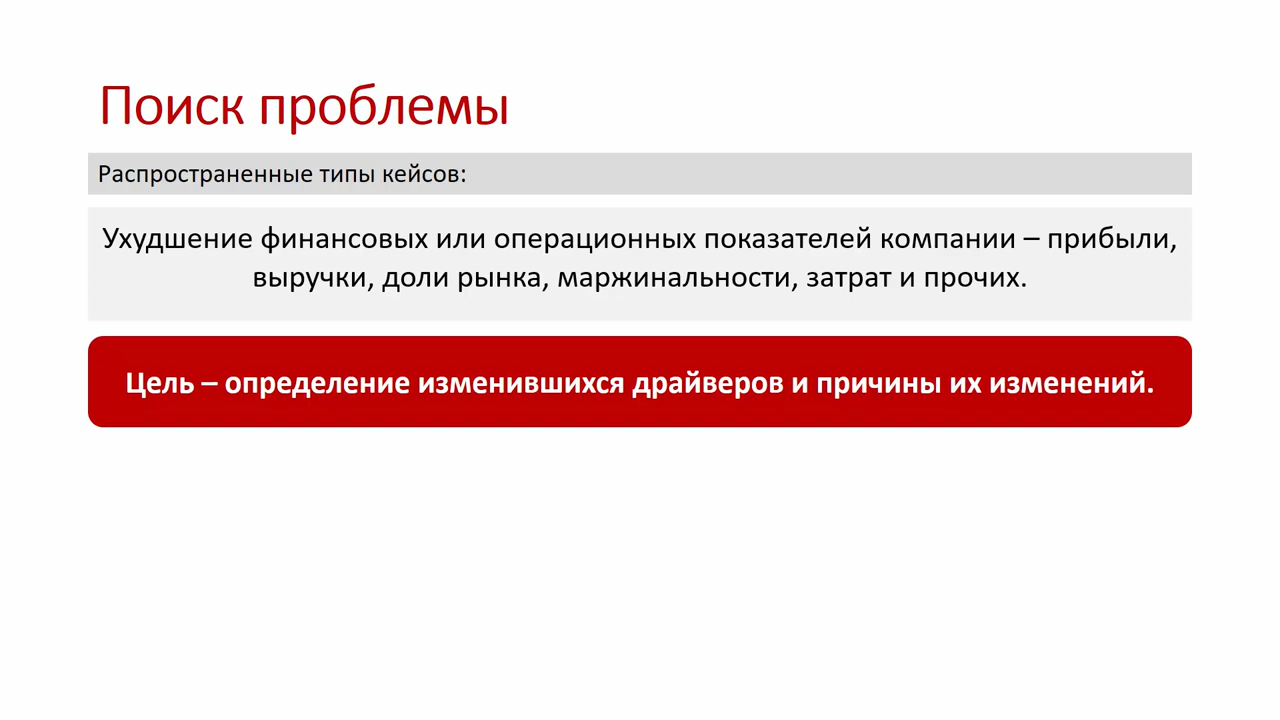 Поиск проблемы
Распространенные типы кейсов:
Ухудшение финансовых или операционных показателей компании – прибыли,
выручки, доли рынка, маржинальности, затрат и прочих.
Цель – определение изменившихся драйверов и причины их изменений.